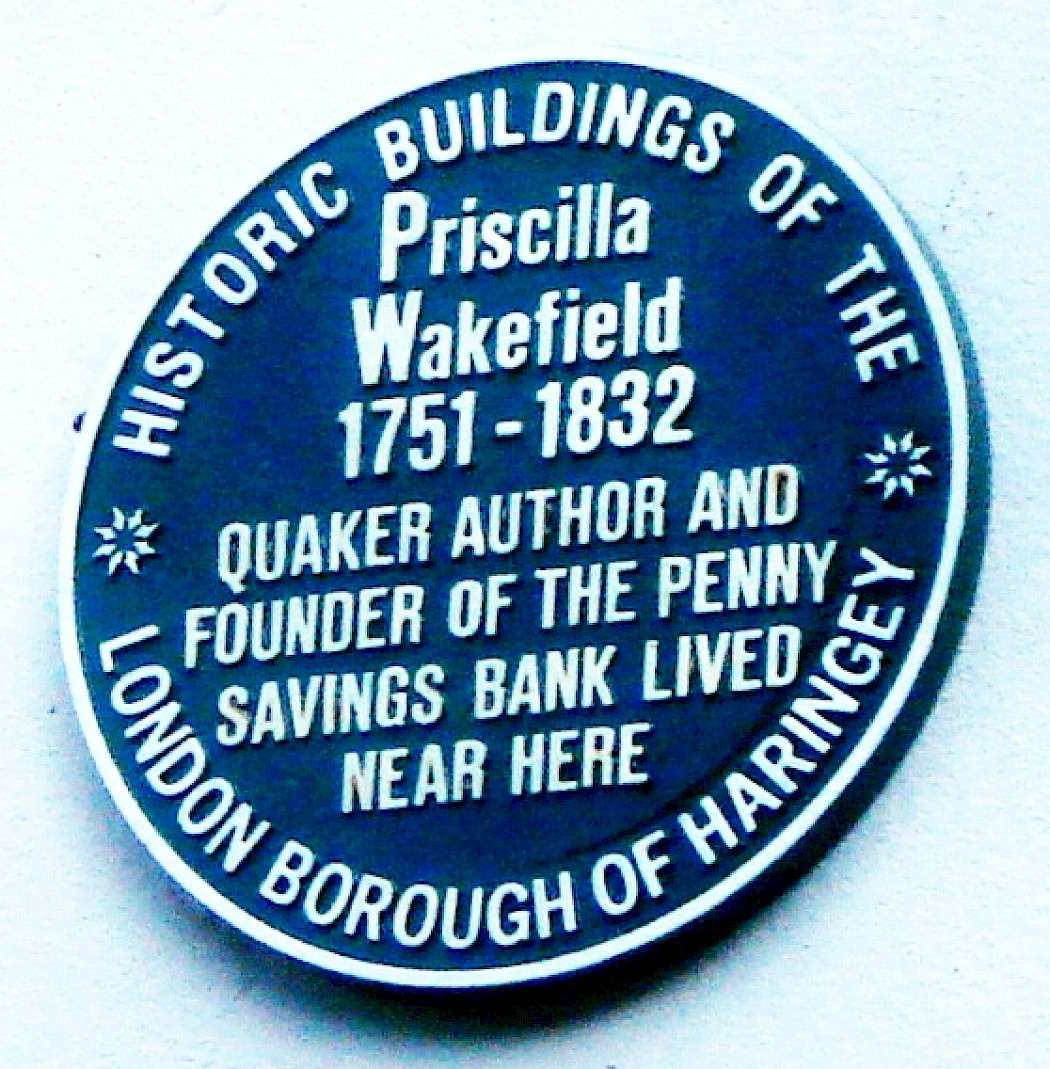 HISTORIC BUILDINGS OF THE
Priscilla
Wakefield
1751-1832
QUAKER AUTHOR AND
FOUNDER OF THE PENNY
SAVINGS BANK LIVED
NEAR HERE
LONDON BOROUGH OF HARINGEY